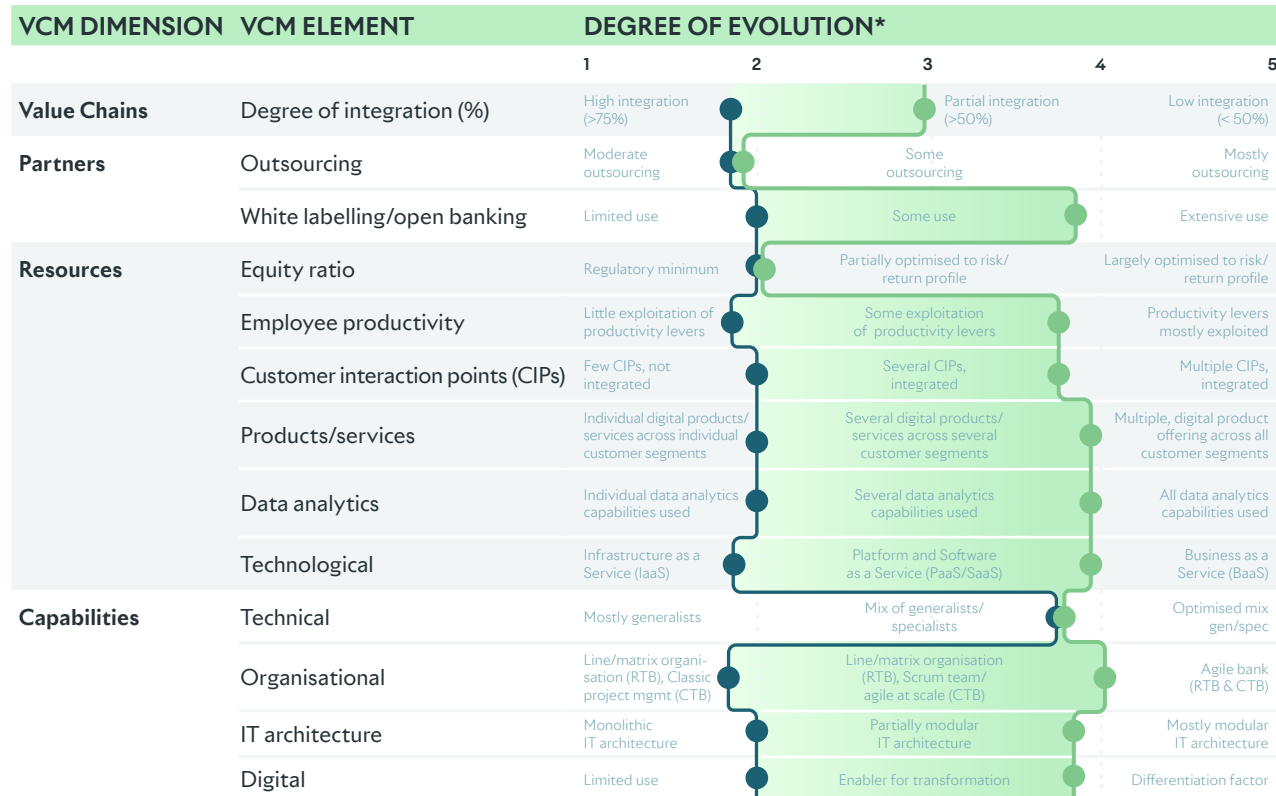 VCM DIMENSION VCM ELEMENT DEGREE OF EVOLUTION*
1 2 3 4 5
Value Chains
Degree of integration (%)
High integration
(>75%)
Partial integration
(>50%)
Low integration
(< 50%)
Partners
Outsourcing
Moderate
outsourcing
Some
outsourcing
Mostly
outsourcing
White labelling/open banking
Limited use
Some use
Extensive use
Resources
Equity ratio
Regulatory minimum
Partially optimised to risk/
return profile
Largely optimised to risk/
return profile
Employee productivity
Little exploitation of
productivity levers
Some exploitation
of productivity levers
Productivity levers
mostly exploited
Customer interaction points (CIPs)
Few CIPs, not
integrated
Several CIPs,
integrated
Multiple CIPs,
integrated
Products/services
Individual digital products/
services across individual
customer segments
Several digital products/
services across several
customer segments
Multiple, digital product
offering across all
customer segments
Data analytics
Individual data analytics
capabilities used
Several data analytics
capabilities used
All data analytics
capabilities used
Technological
Infrastructure as a
Service (IaaS)
Platform and Software
as a Service (PaaS/SaaS)
Business as a
Service (BaaS)
Capabilities
Technical
Mostly generalists
Mix of generalists/
specialists
Optimised mix
gen/spec
Organisational
Line/matrix organi-
sation (RTB), Classic
project mgmt (CTB)
Line/matrix organisation
(RTB), Scrum team/
agile at scale (CTB)
Agile bank
(RTB & CTB)
IT architecture
Monolithic
IT architecture
Partially modular
IT architecture
Mostly modular
IT architecture
Digital
Limited use
Enabler for transformation
Differentiation factor